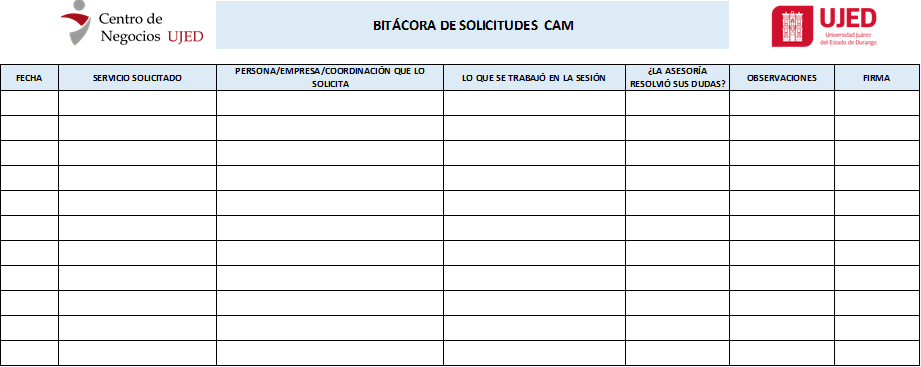 Centro de
Negocios UJED
BITÁCORA DE SOLICITUDES CAM
UJED
Universidad Juárez
del Estado de Durango
FECHA
SERVICIO SOLICITADO
PERSONA/EMPRESA/COORDINACIÓN QUE LO
SOLICITA
LO QUE SE TRABAJÓ EN LA SESIÓN
¿LA ASESORÍA
RESOLVIÓ SUS DUDAS?
OBSERVACIONES
FIRMA